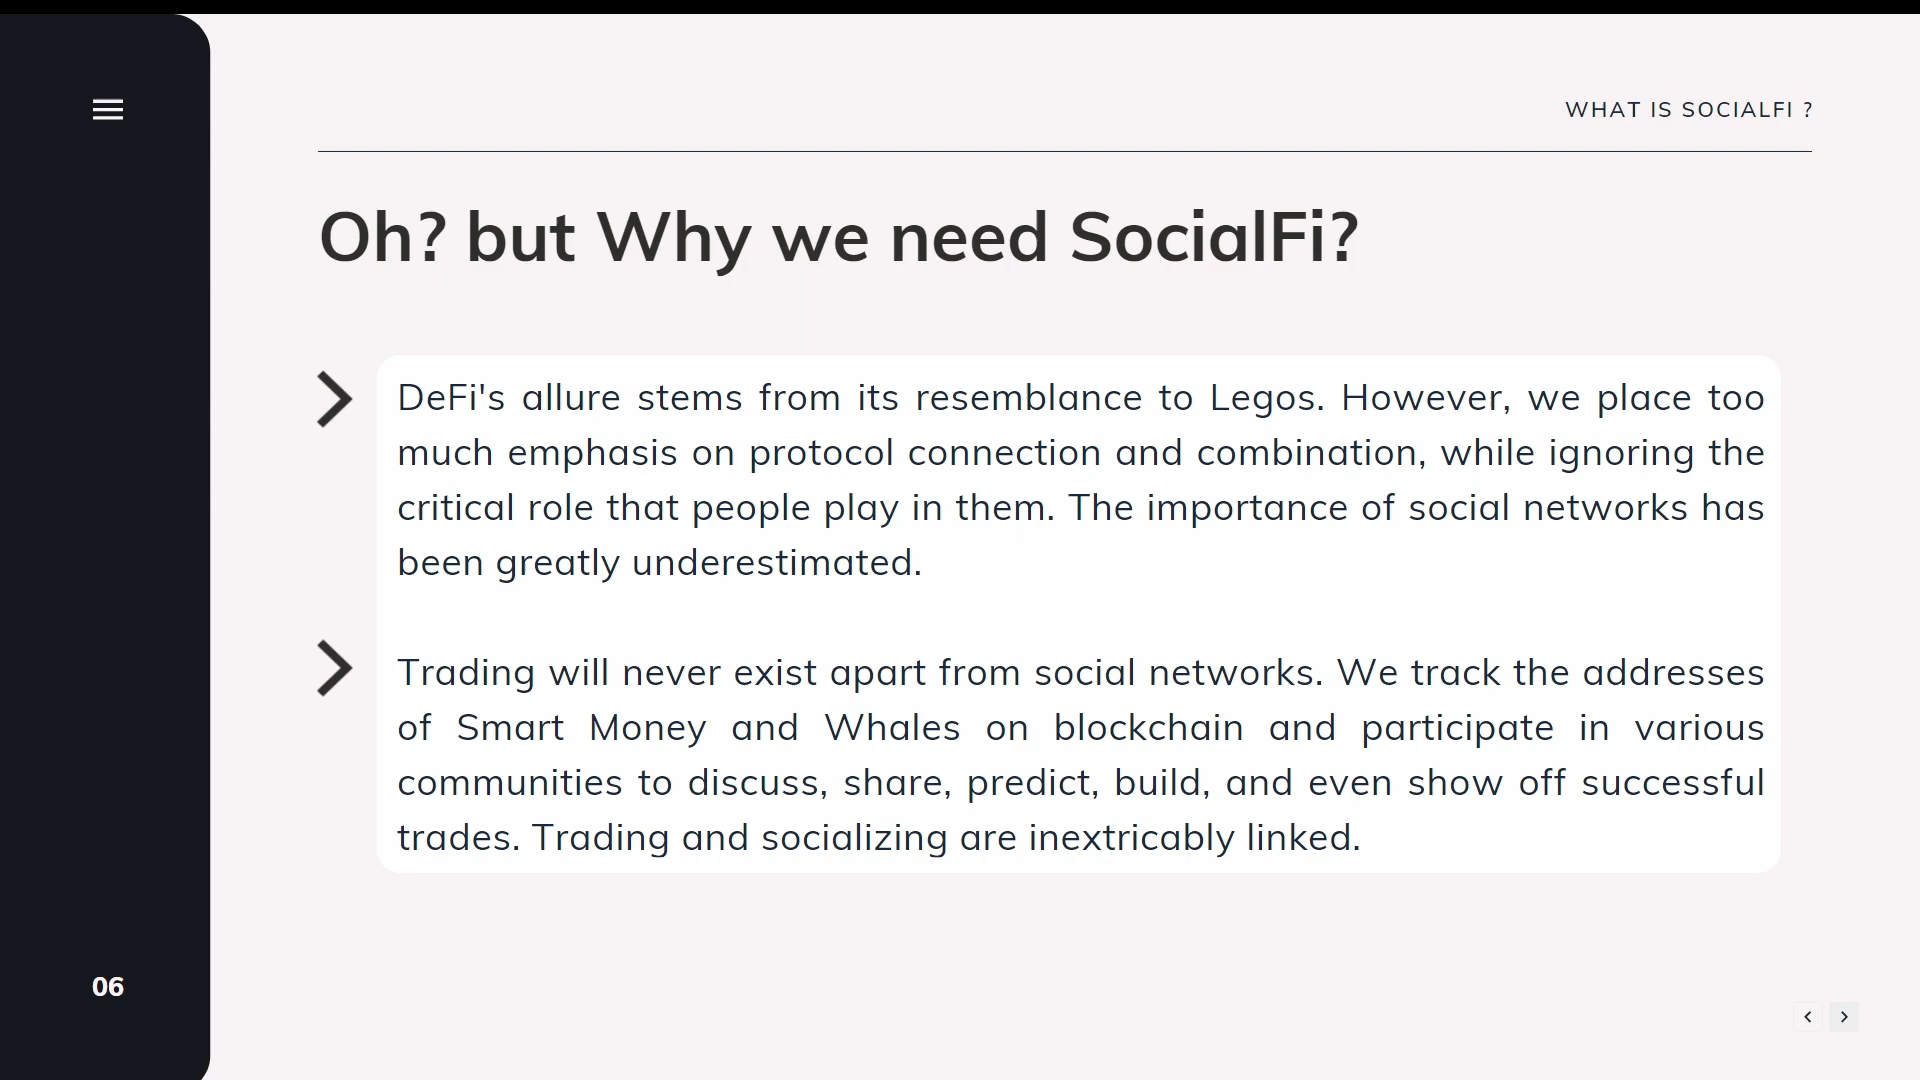 WHAT IS SOCIALFI ?
Oh? but Why we need SocialFi?
DeFi's allure stems from its resemblance to Legos. However, we place too
much emphasis on protocol connection and combination, while ignoring the
critical role that people play in them. The importance of social networks has
been greatly underestimated.
Trading will never exist apart from social networks. We track the addresses
of Smart Money and Whales on blockchain and participate in various
communities to discuss, share, predict, build, and even show off successful
trades. Trading and socializing are inextricably linked.
06